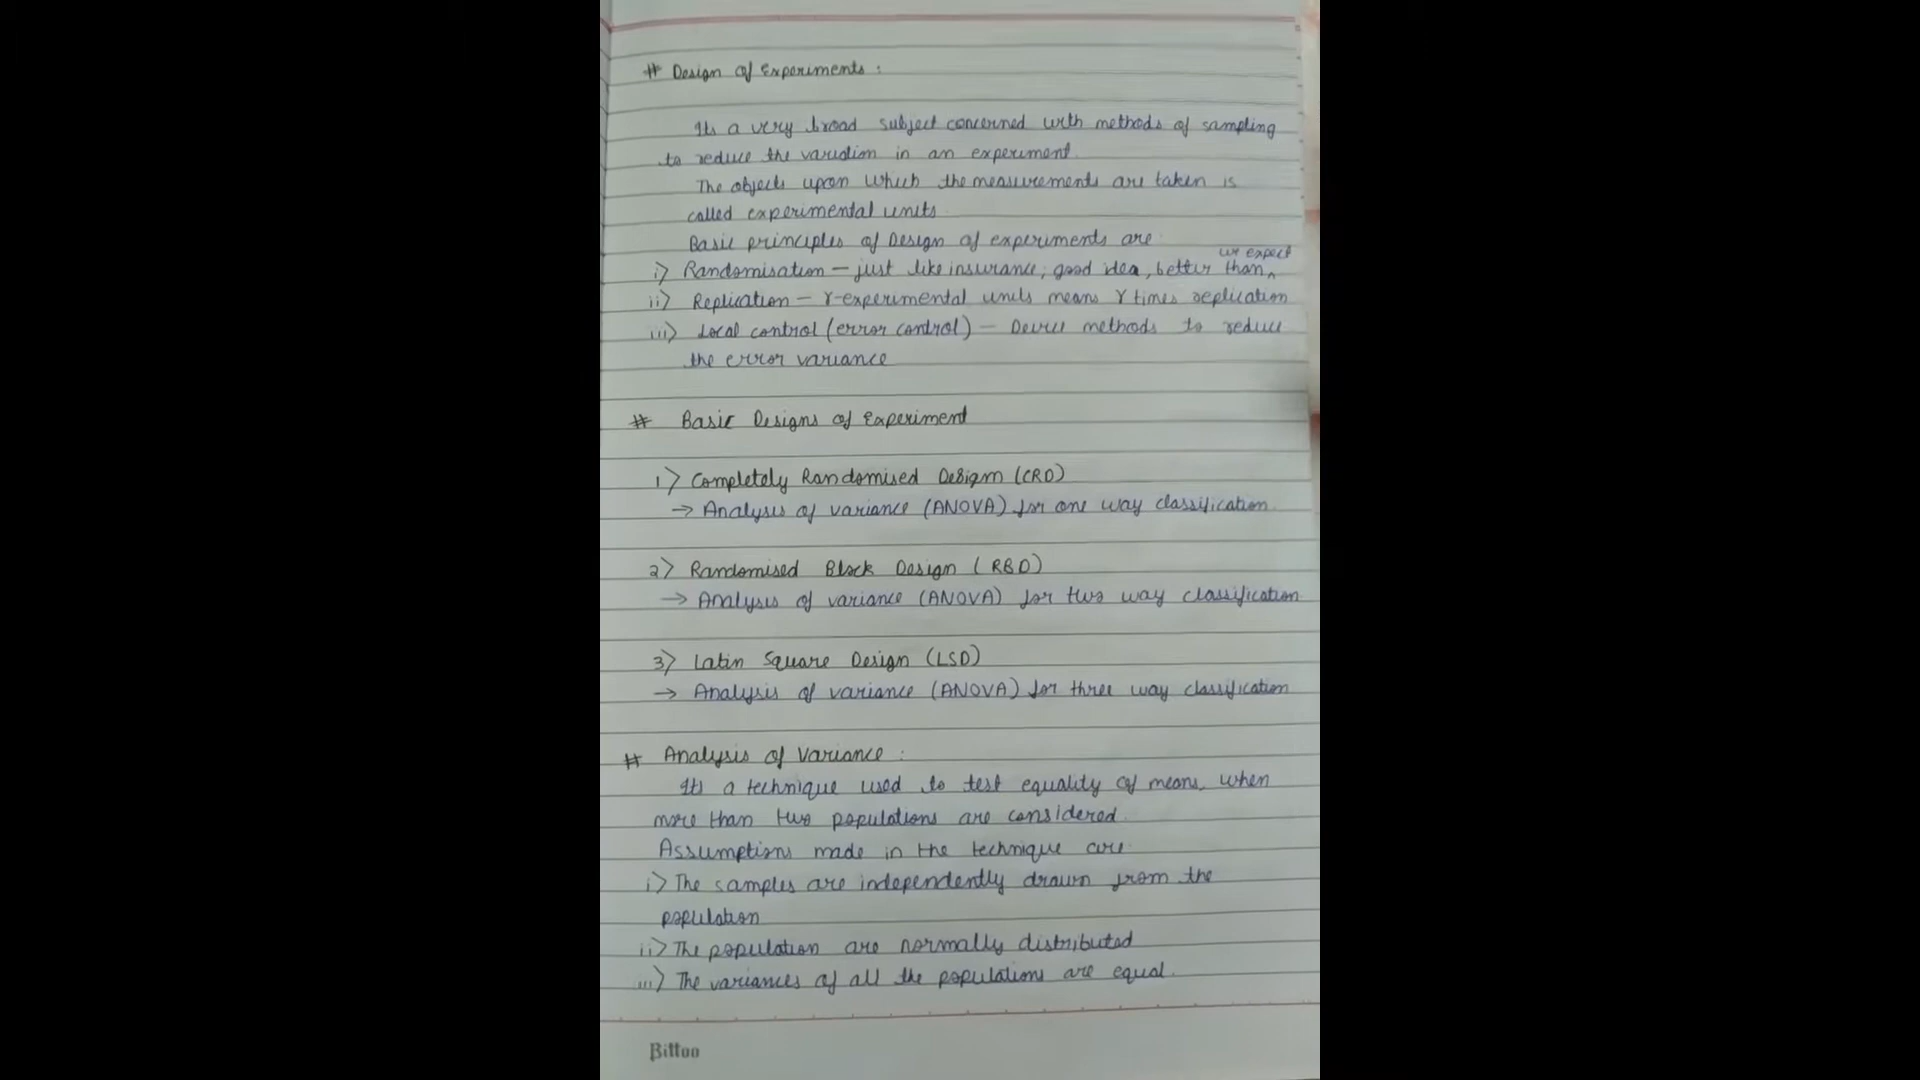 # Design of Experiments :
Its a very broad subject concerned with methods of sampling
to reduce the variation in an experiment.
The objects upon which the measurements are taken is
called experimental units
Basic principles of Design of experiments are
we expect
i) Randomisation – just like insurance, good idea, better than ^
ii) Replication – r-experimental units means r times replication
iii) Local control (error control) – Devise methods to reduce
the error variance
# Basic Designs of Experiment
1) Completely Randomised Design (CRD)
→ Analysis of variance (ANOVA) for one way classification.
2) Randomised Block Design (RBD)
→ Analysis of variance (ANOVA) for two way classification
3) Latin Square Design (LSD)
→ Analysis of variance (ANOVA) for three way classification
# Analysis of Variance :
Its a technique used to test equality of means, when
more than two populations are considered.
Assumptions made in the technique are
i) The samples are independently drawn from the
population
ii) The population are normally distributed
iii) The variances of all the populations are equal.
Bittoo